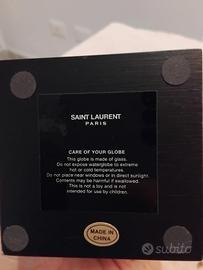 SAINT LAURENT
PARIS
CARE OF YOUR GLOBE
This globe is made of glass.
Do not expose waterglobe to extreme
hot or cold temperatures.
Do not place near windows or in direct sunlight.
Contents may be harmful if swallowed.
This is not a toy and is not
intended for use by children.
MADE IN
CHINA
subito